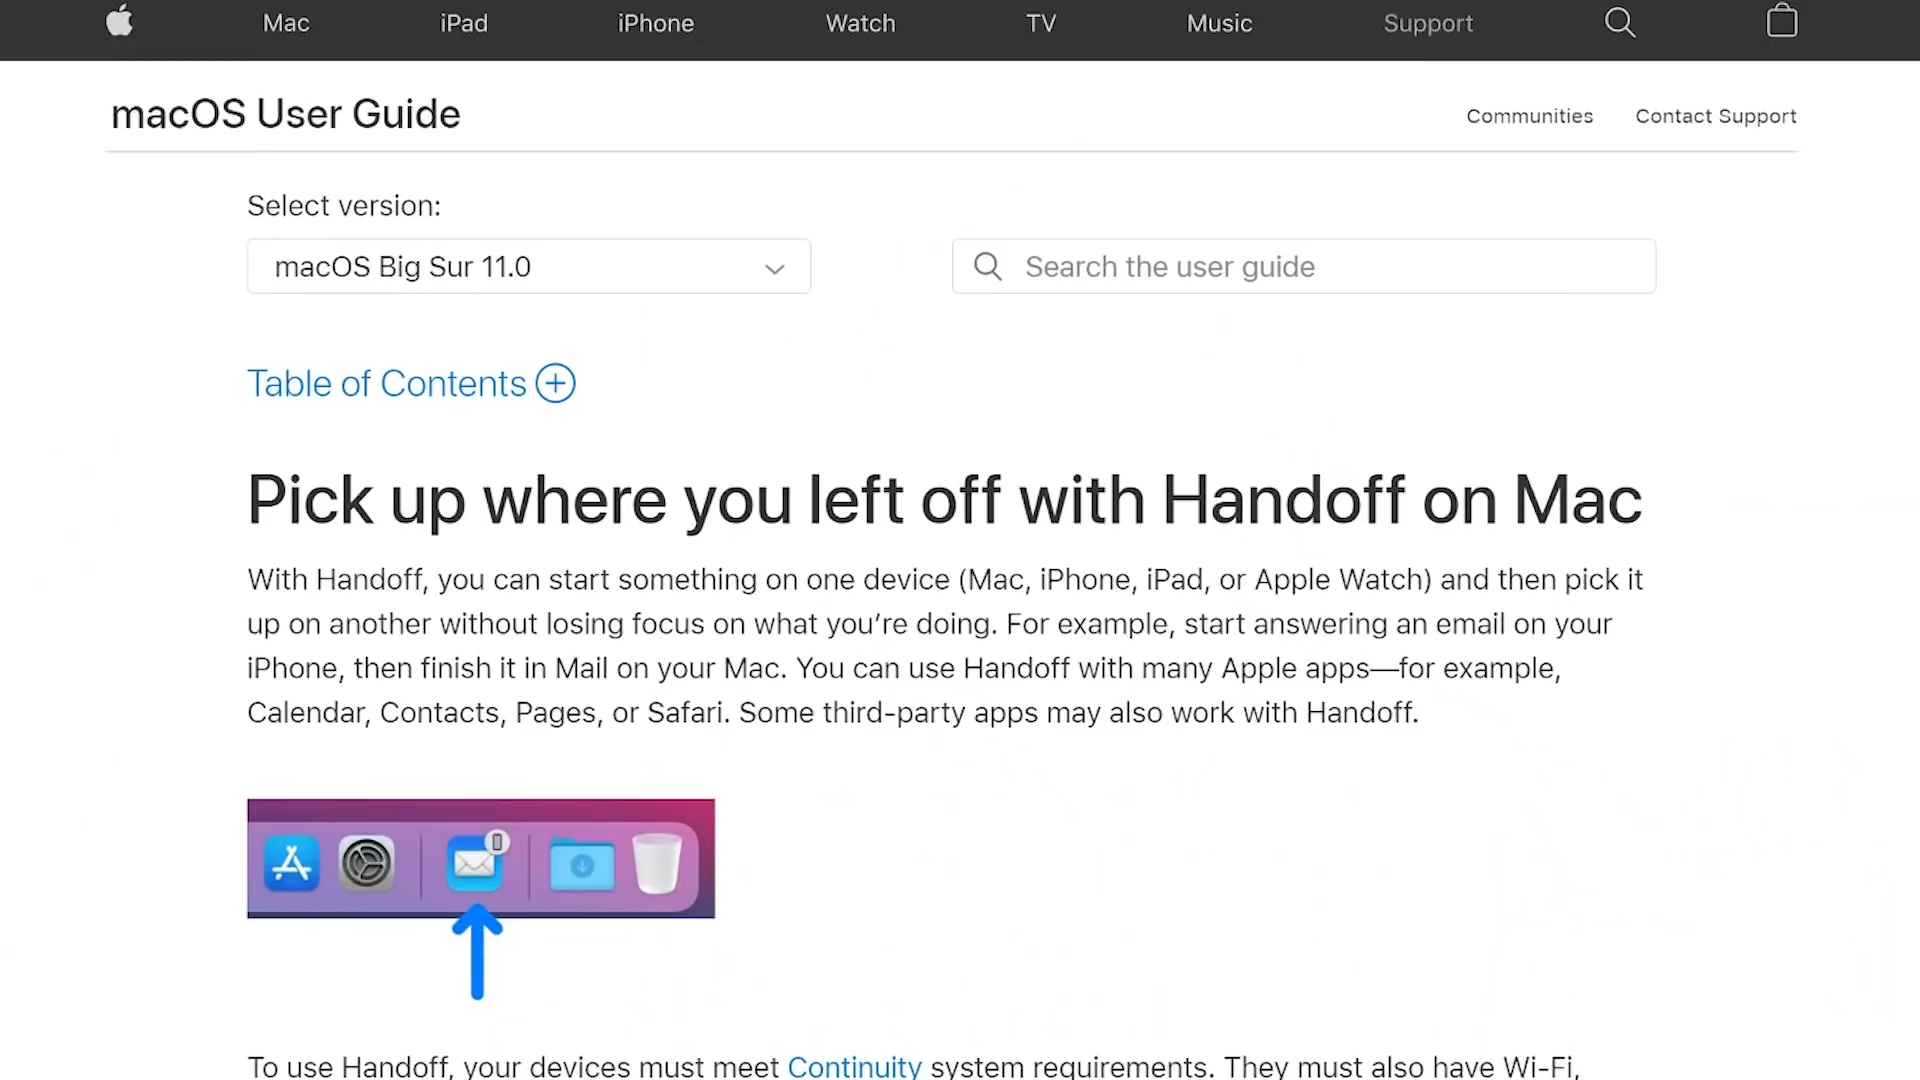 Mac iPad iPhone Watch TV Music Support
macOS User Guide
Communities Contact Support
Select version:
macOS Big Sur 11.0
Search the user guide
Table of Contents
Pick up where you left off with Handoff on Mac
With Handoff, you can start something on one device (Mac, iPhone, iPad, or Apple Watch) and then pick it
up on another without losing focus on what you’re doing. For example, start answering an email on your
iPhone, then finish it in Mail on your Mac. You can use Handoff with many Apple apps—for example,
Calendar, Contacts, Pages, or Safari. Some third-party apps may also work with Handoff.
To use Handoff, your devices must meet Continuity system requirements. They must also have Wi-Fi,